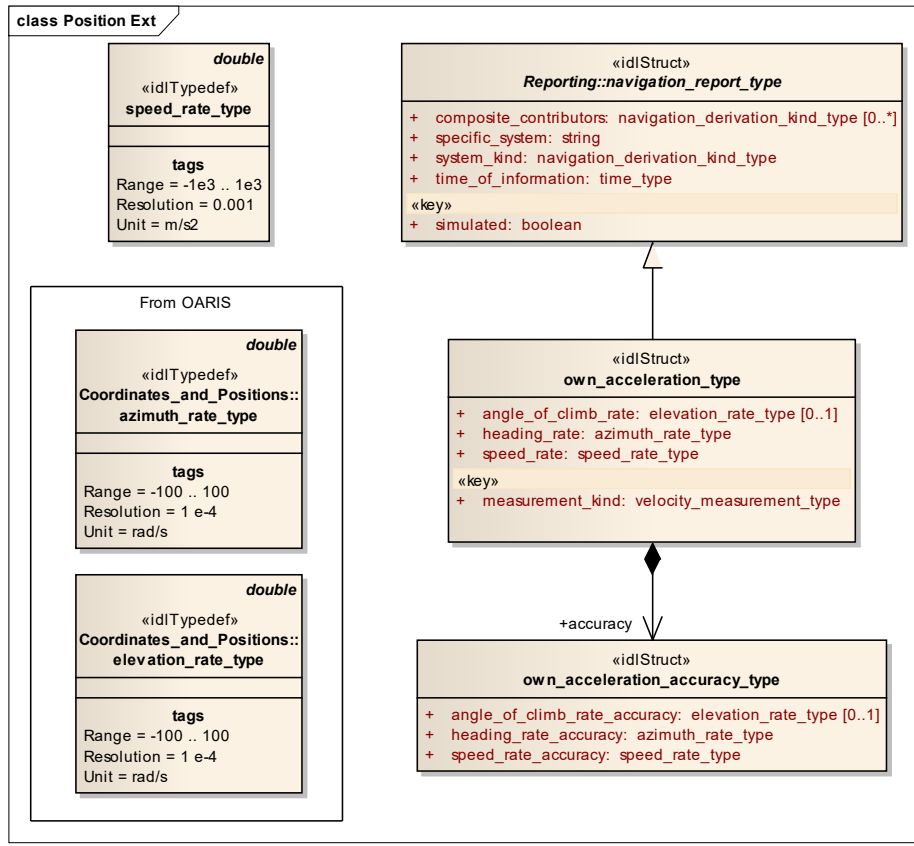 class Position Ext
double
«idlTypedef»
speed_rate_type
tags
Range = -1e3 .. 1e3
Resolution = 0.001
Unit = m/s2
«idlStruct»
Reporting::navigation_report_type
+ composite_contributors: navigation_derivation_kind_type [0..*]
+ specific_system: string
+ system_kind: navigation_derivation_kind_type
+ time_of_information: time_type
«key»
+ simulated: boolean
From OARIS
double
«idlTypedef»
Coordinates_and_Positions::
azimuth_rate_type
tags
Range = -100 .. 100
Resolution = 1 e-4
Unit = rad/s
double
«idlTypedef»
Coordinates_and_Positions::
elevation_rate_type
tags
Range = -100 .. 100
Resolution = 1 e-4
Unit = rad/s
«idlStruct»
own_acceleration_type
+ angle_of_climb_rate: elevation_rate_type [0..1]
+ heading_rate: azimuth_rate_type
+ speed_rate: speed_rate_type
«key»
+ measurement_kind: velocity_measurement_type
+accuracy
«idlStruct»
own_acceleration_accuracy_type
+ angle_of_climb_rate_accuracy: elevation_rate_type [0..1]
+ heading_rate_accuracy: azimuth_rate_type
+ speed_rate_accuracy: speed_rate_type